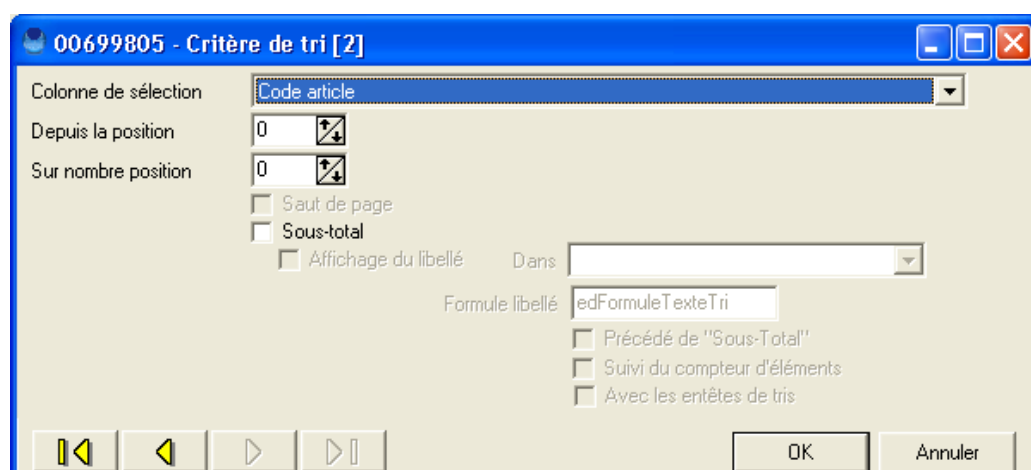 00699805 - Critère de tri [2]
Colonne de sélection Code article
Depuis la position 0
Sur nombre position 0
Saut de page
Sous-total
Affichage du libellé Dans
Formule libellé edFormuleTexteTri
Précédé de "Sous-Total"
Suivi du compteur d'éléments
Avec les entêtes de tris
OK Annuler